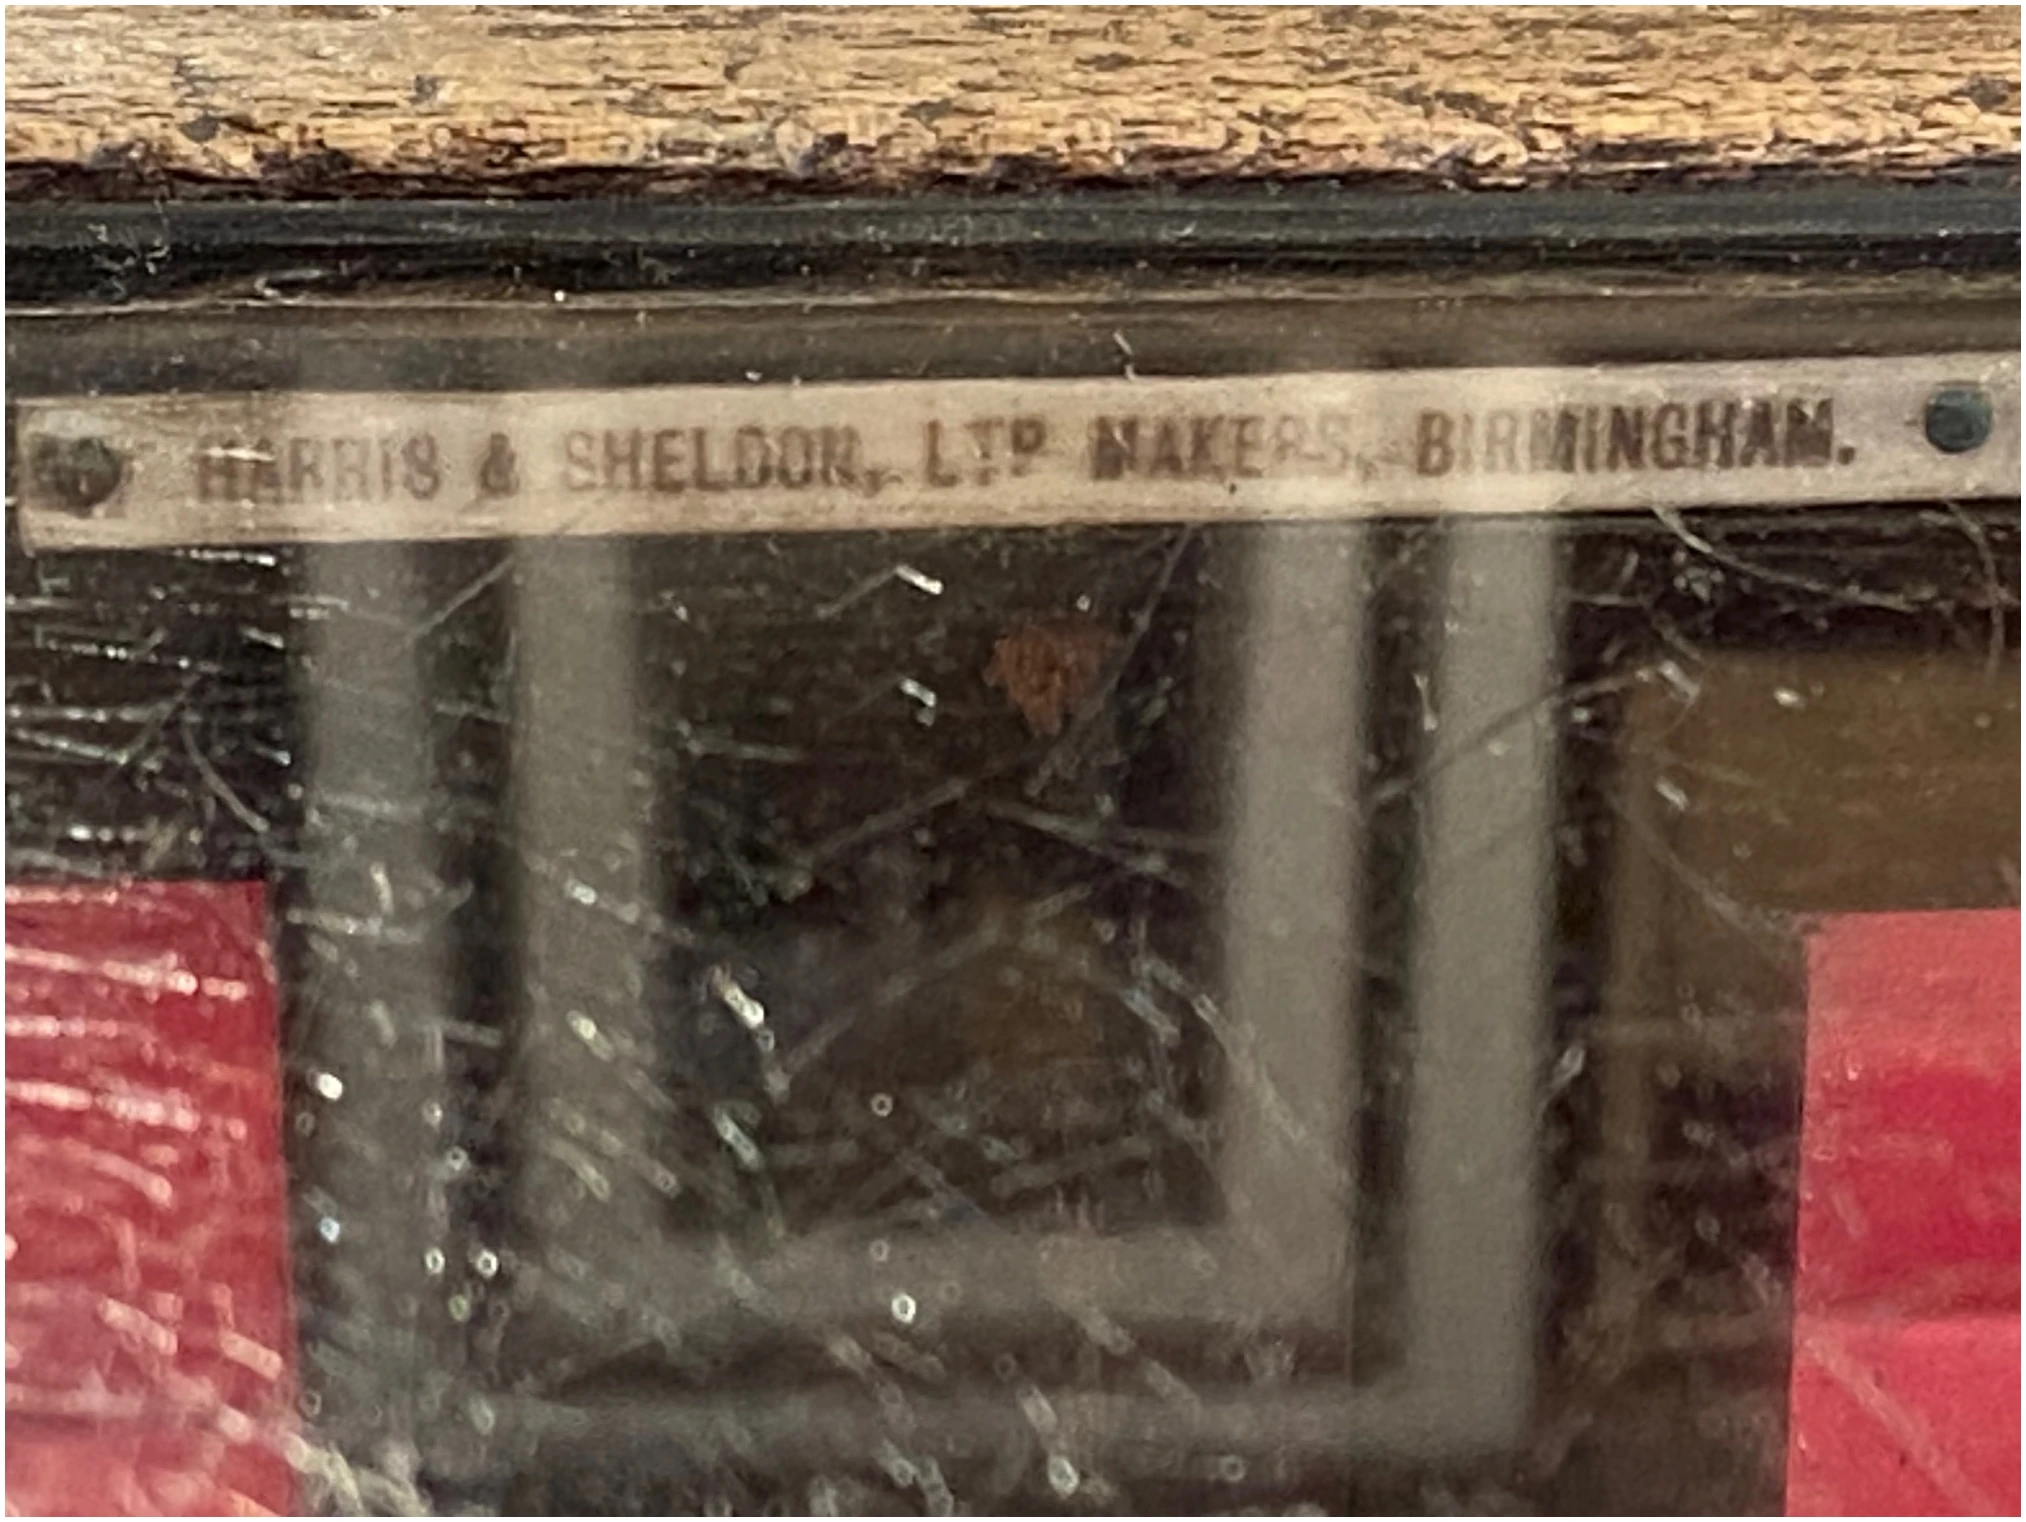 HARRIS & SHELDON, LTD MAKERS, BIRMINGHAM.